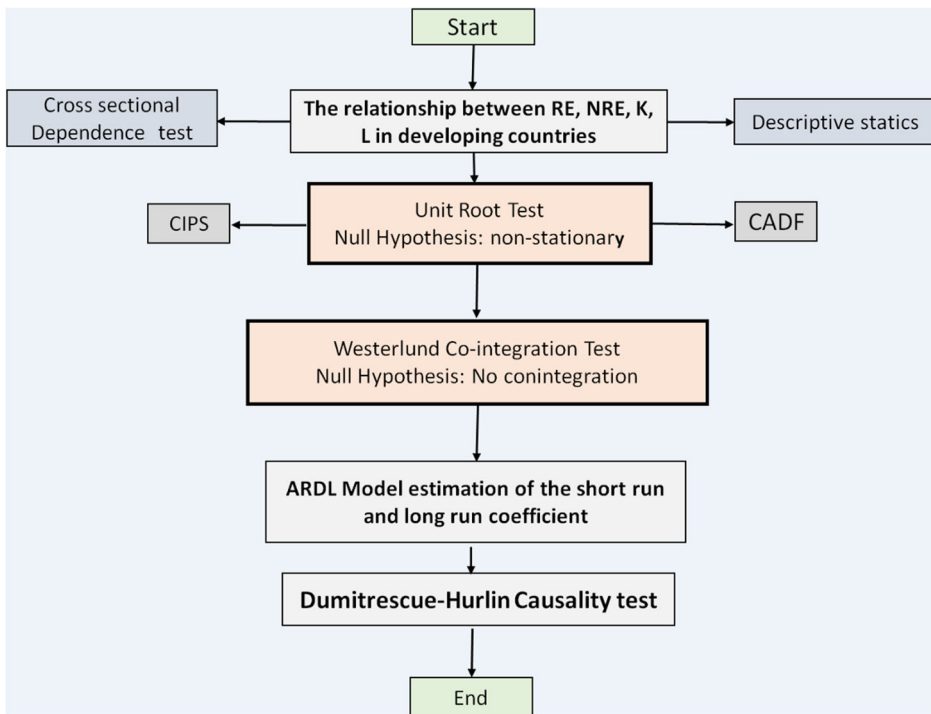 Start
Cross sectional
Dependence test
The relationship between RE, NRE, K,
L in developing countries
Descriptive statics
CIPS
Unit Root Test
Null Hypothesis: non-stationary
CADF
Westerlund Co-integration Test
Null Hypothesis: No conintegration
ARDL Model estimation of the short run
and long run coefficient
Dumitrescue-Hurlin Causality test
End